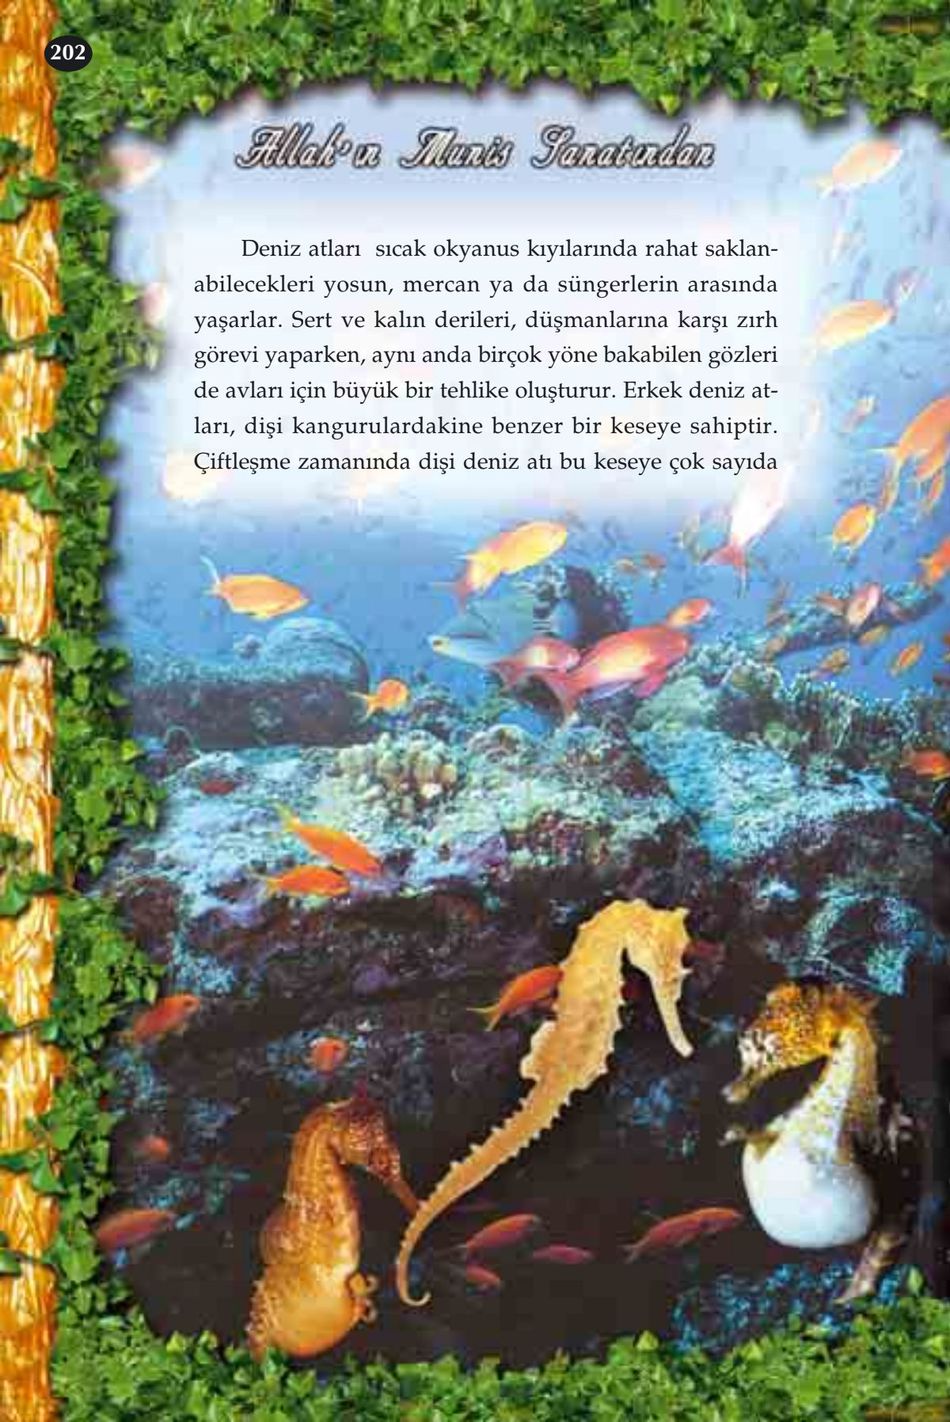 202
Allah'ın Munis Sanatından
Deniz atları sıcak okyanus kıyılarında rahat saklan-
abilecekleri yosun, mercan ya da süngerlerin arasında
yaşarlar. Sert ve kalın derileri, düşmanlarına karşı zırh
görevi yaparken, aynı anda birçok yöne bakabilen gözleri
de avları için büyük bir tehlike oluşturur. Erkek deniz at-
ları, dişi kangurulardakine benzer bir keseye sahiptir.
Çiftleşme zamanında dişi deniz atı bu keseye çok sayıda